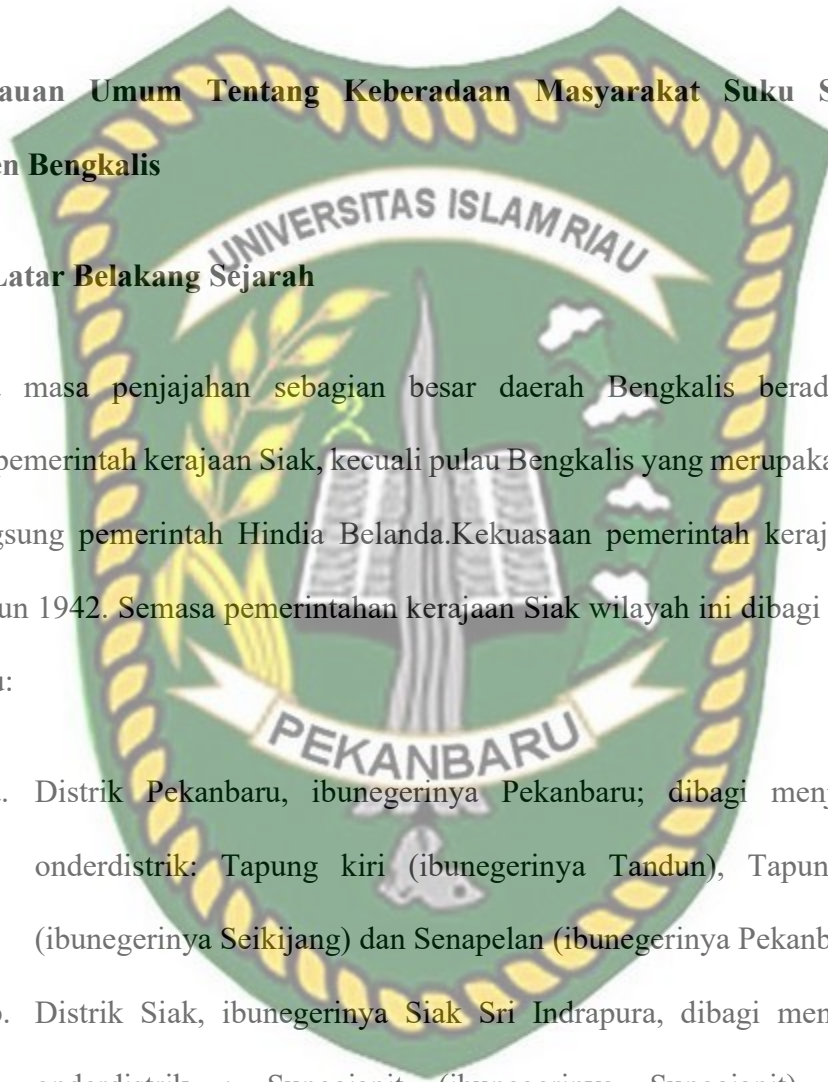 auan Umum Tentang Keberadaan Masyarakat Suku S
en Bengkalis
Latar Belakang Sejarah
UNIVERSITAS ISLAM RIAU
masa penjajahan sebagian besar daerah Bengkalis berad
pemerintah kerajaan Siak, kecuali pulau Bengkalis yang merupaka
gsung pemerintah Hindia Belanda.Kekuasaan pemerintah keraj
un 1942. Semasa pemerintahan kerajaan Siak wilayah ini dibagi
u:
PEKANBARU
Distrik Pekanbaru, ibunegerinya Pekanbaru; dibagi menj
onderdistrik: Tapung kiri (ibunegerinya Tandun), Tapun
(ibunegerinya Seikijang) dan Senapelan (ibunegerinya Pekanb
Distrik Siak, ibunegerinya Siak Sri Indrapura, dibagi men